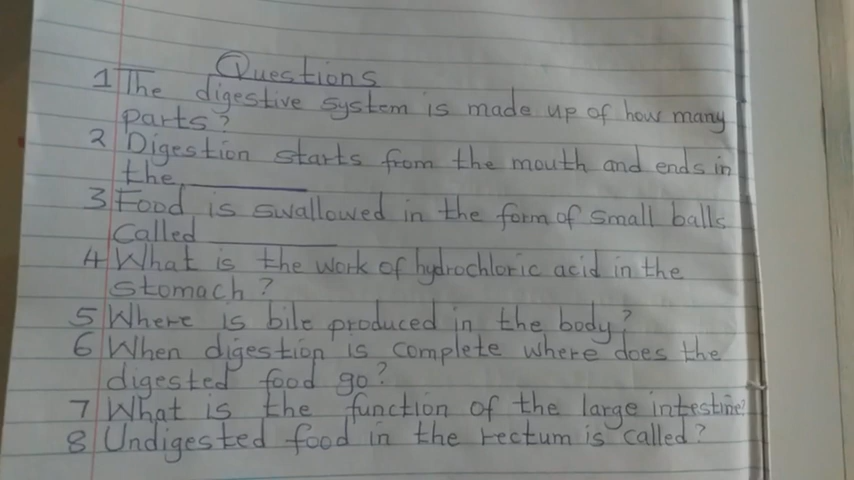 Questions
1 The digestive system is made up of how many
parts?
2 Digestion starts from the mouth and ends in
the ________
3 Food is swallowed in the form of small balls
called ________
4 What is the work of hydrochloric acid in the
stomach?
5 Where is bile produced in the body?
6 When digestion is complete where does the
digested food go?
7 What is the function of the large intestine?
8 Undigested food in the rectum is called?